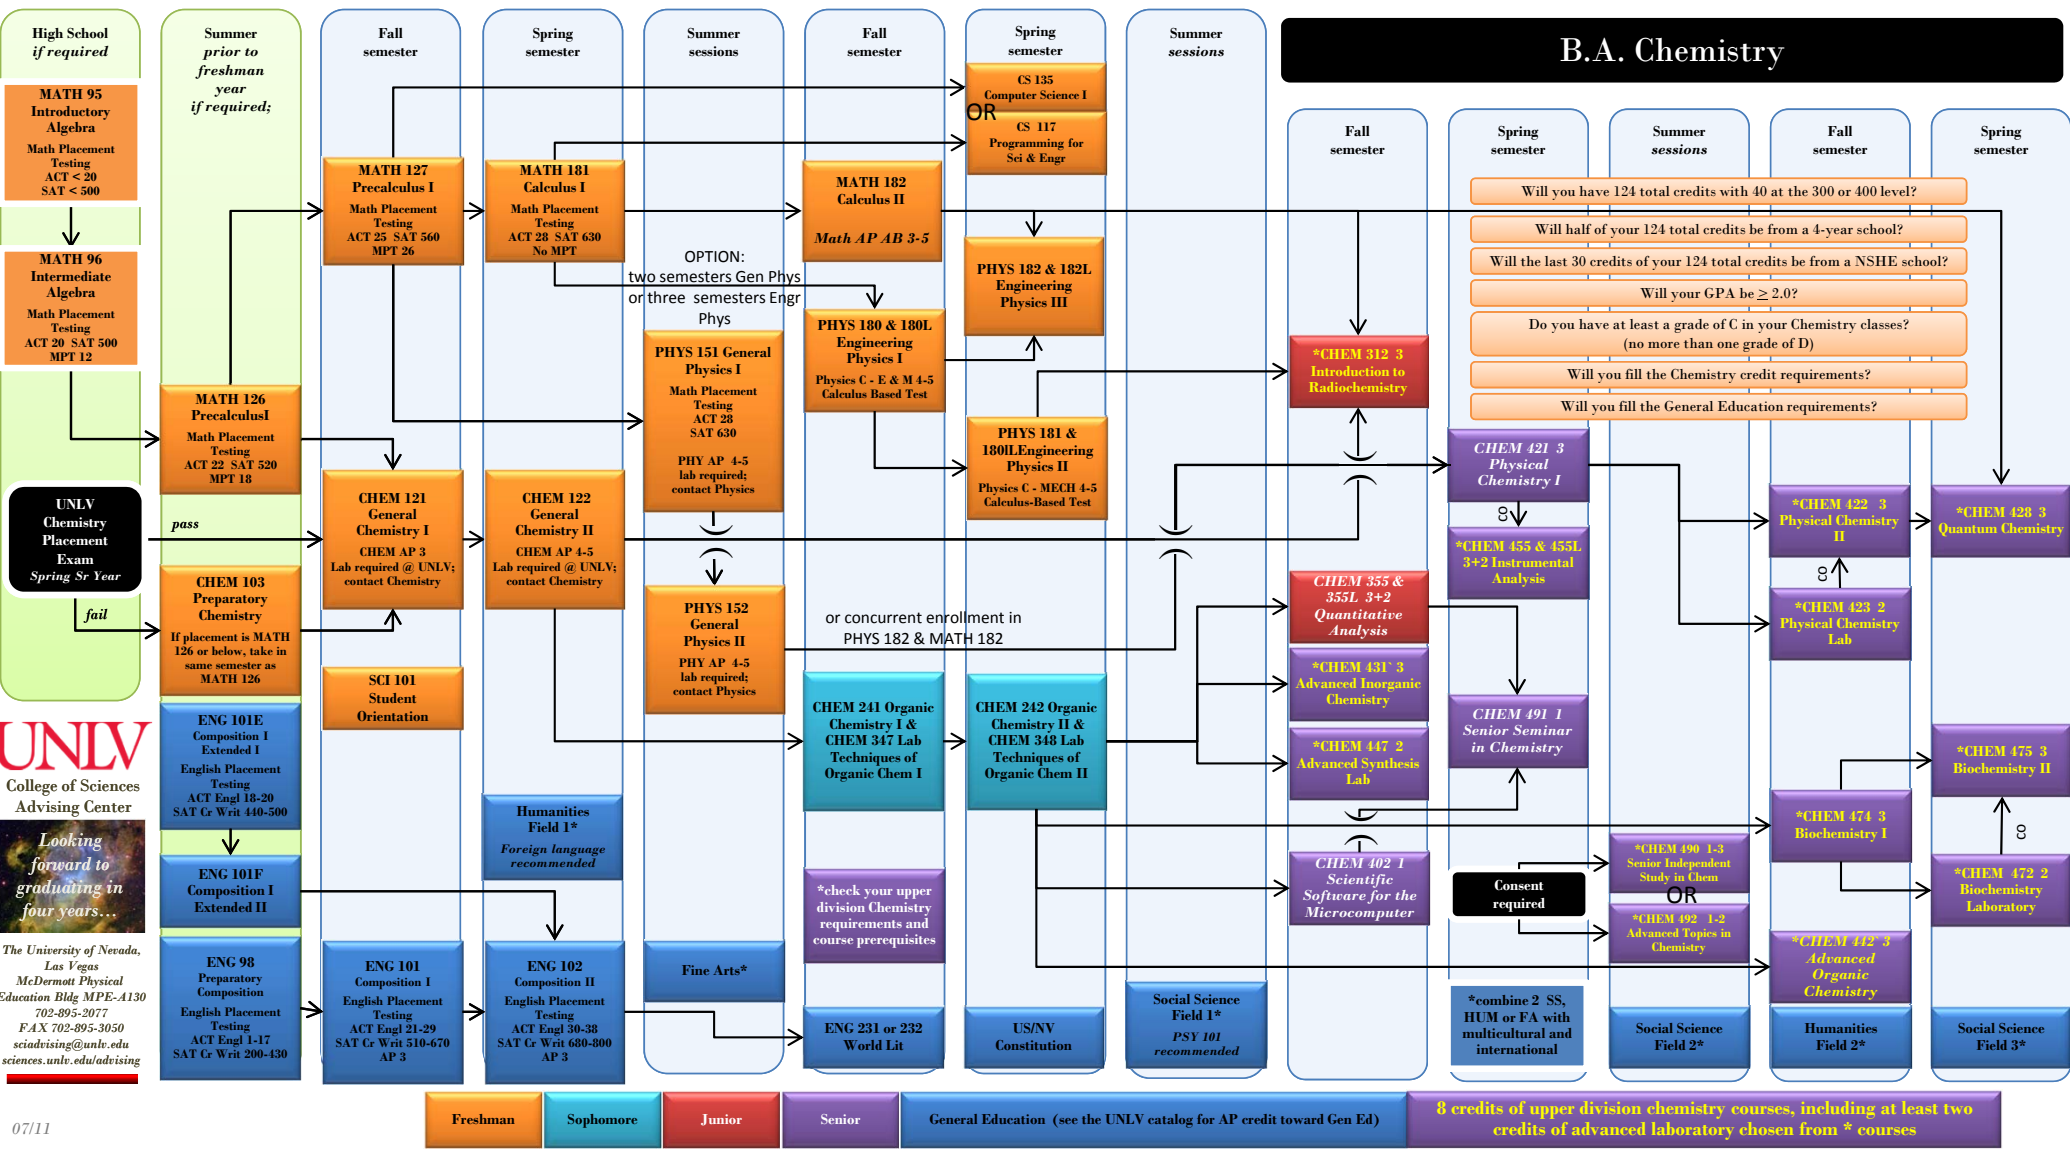 High School
if required
MATH 95
Introductory
Algebra
Math Placement
Testing
ACT < 20
SAT < 500
MATH 96
Intermediate
Algebra
Math Placement
Testing
ACT 20  SAT 500
MPT 12
UNLV
Chemistry
Placement
Exam
Spring Sr Year
pass
fail
UNLV
College of Sciences
Advising Center
Looking
forward to
graduating in
four years…
The University of Nevada,
Las Vegas
McDermott Physical
Education Bldg MPE-A130
702-895-2077
FAX 702-895-3050
sciadvising@unlv.edu
sciences.unlv.edu/advising
07/11
Summer
prior to
freshman
year
if required;
MATH 126
PrecalculusI
Math Placement
Testing
ACT 22  SAT 520
MPT 18
CHEM 103
Preparatory
Chemistry
If placement is MATH
126 or below, take in
same semester as
MATH 126
ENG 101E
Composition I
Extended I
English Placement
Testing
ACT Engl 18-20
SAT Cr Writ 440-500
ENG 101F
Composition I
Extended II
ENG 98
Preparatory
Composition
English Placement
Testing
ACT Engl 1-17
SAT Cr Writ 200-430
Fall
semester
MATH 127
Precalculus I
Math Placement
Testing
ACT 25  SAT 560
MPT 26
CHEM 121
General
Chemistry I
CHEM AP 3
Lab required @ UNLV;
contact Chemistry
SCI 101
Student
Orientation
ENG 101
Composition I
English Placement
Testing
ACT Engl 21-29
SAT Cr Writ 510-670
AP 3
Spring
semester
MATH 181
Calculus I
Math Placement
Testing
ACT 28  SAT 630
No MPT
CHEM 122
General
Chemistry II
CHEM AP 4-5
Lab required @ UNLV;
contact Chemistry
Humanities
Field 1*
Foreign language
recommended
ENG 102
Composition II
English Placement
Testing
ACT Engl 30-38
SAT Cr Writ 680-800
AP 3
Summer
sessions
OPTION:
two semesters Gen Phys
or three  semesters Engr
Phys
PHYS 151 General
Physics I
Math Placement
Testing
ACT 28
SAT 630
PHY AP  4-5
lab required;
contact Physics
PHYS 152
General
Physics II
PHY AP  4-5
lab required;
contact Physics
Fine Arts*
Fall
semester
MATH 182
Calculus II
Math AP AB 3-5
PHYS 180 & 180L
Engineering
Physics I
Physics C - E & M 4-5
Calculus Based Test
or concurrent enrollment in
PHYS 182 & MATH 182
CHEM 241 Organic
Chemistry I &
CHEM 347 Lab
Techniques of
Organic Chem I
*check your upper
division Chemistry
requirements and
course prerequisites
ENG 231 or 232
World Lit
Spring
semester
CS 135
Computer Science I
OR
CS  117
Programming for
Sci & Engr
PHYS 182 & 182L
Engineering
Physics III
PHYS 181 &
180lLEngineering
Physics II
Physics C - MECH 4-5
Calculus-Based Test
CHEM 242 Organic
Chemistry II &
CHEM 348 Lab
Techniques of
Organic Chem II
US/NV
Constitution
Summer
sessions
Social Science
Field 1*
PSY 101
recommended
B.A. Chemistry
Fall
semester
*CHEM 312  3
Introduction to
Radiochemistry
CHEM 355 &
355L  3+2
Quantitative
Analysis
*CHEM 431` 3
Advanced Inorganic
Chemistry
*CHEM 447  2
Advanced Synthesis
Lab
CHEM 402  1
Scientific
Software for the
Microcomputer
Spring
semester
Will you have 124 total credits with 40 at the 300 or 400 level?
Will half of your 124 total credits be from a 4-year school?
Will the last 30 credits of your 124 total credits be from a NSHE school?
Will your GPA be ≥ 2.0?
Do you have at least a grade of C in your Chemistry classes?
(no more than one grade of D)
Will you fill the Chemistry credit requirements?
Will you fill the General Education requirements?
CHEM 421  3
Physical
Chemistry I
co
*CHEM 455 & 455L
3+2 Instrumental
Analysis
CHEM 491  1
Senior Seminar
in Chemistry
Consent
required
*combine 2  SS,
HUM or FA with
multicultural and
international
Summer
sessions
*CHEM 490  1-3
Senior Independent
Study in Chem
OR
*CHEM 492   1-2
Advanced Topics in
Chemistry
Social Science
Field 2*
Fall
semester
*CHEM 422   3
Physical Chemistry
II
co
*CHEM 423  2
Physical Chemistry
Lab
*CHEM 474  3
Biochemistry I
*CHEM 442` 3
Advanced
Organic
Chemistry
Humanities
Field 2*
Spring
semester
*CHEM 428  3
Quantum Chemistry
*CHEM 475  3
Biochemistry II
co
*CHEM  472  2
Biochemistry
Laboratory
Social Science
Field 3*
Freshman
Sophomore
Junior
Senior
General Education  (see the UNLV catalog for AP credit toward Gen Ed)
8 credits of upper division chemistry courses, including at least two
credits of advanced laboratory chosen from * courses